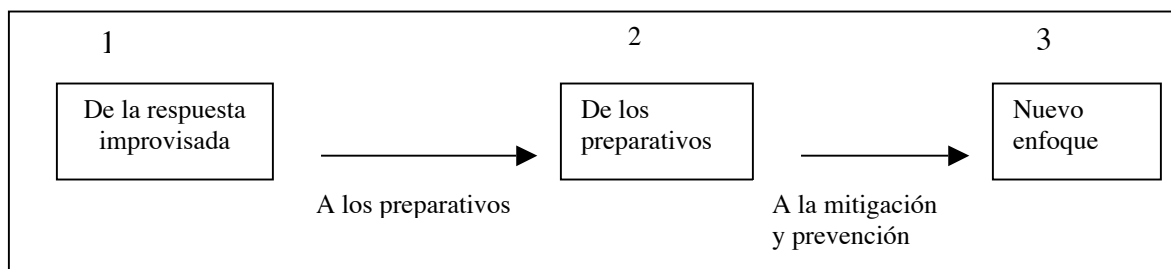 1
2
3
De la respuesta
improvisada
De los
preparativos
Nuevo
enfoque
A los preparativos
A la mitigación
y prevención